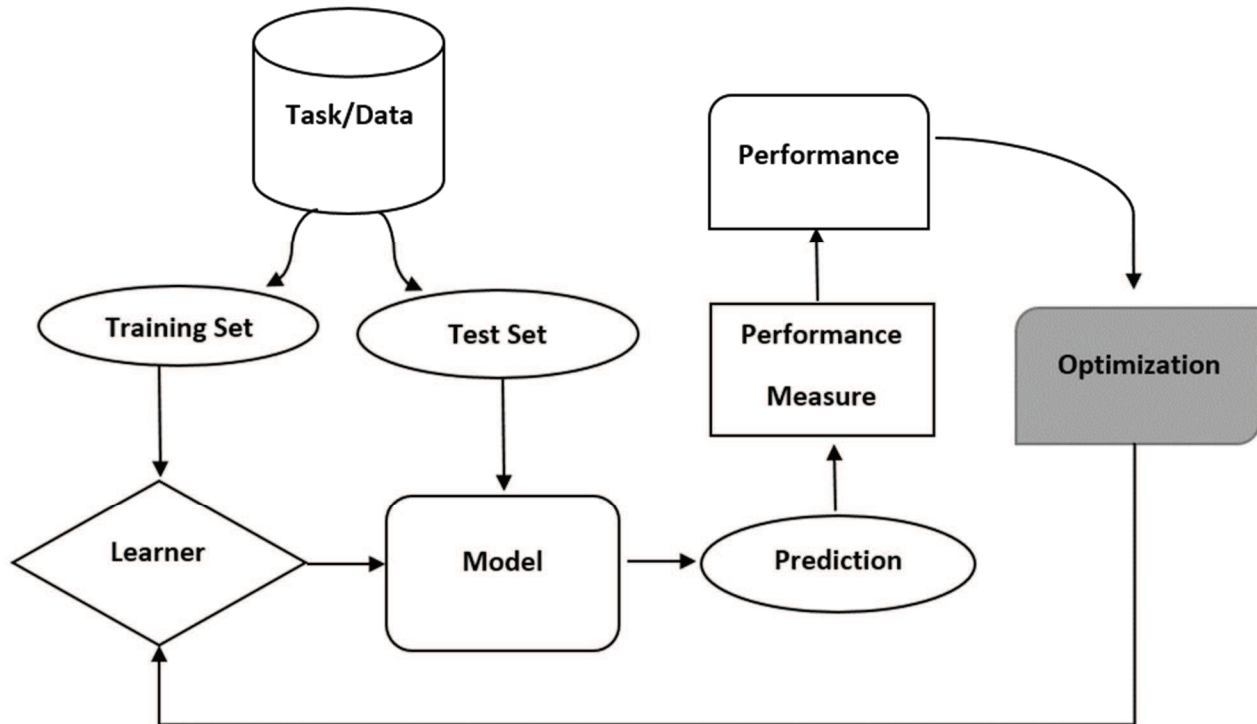 Task/Data
Performance
Training Set
Test Set
Performance
Measure
Optimization
Learner
Model
Prediction